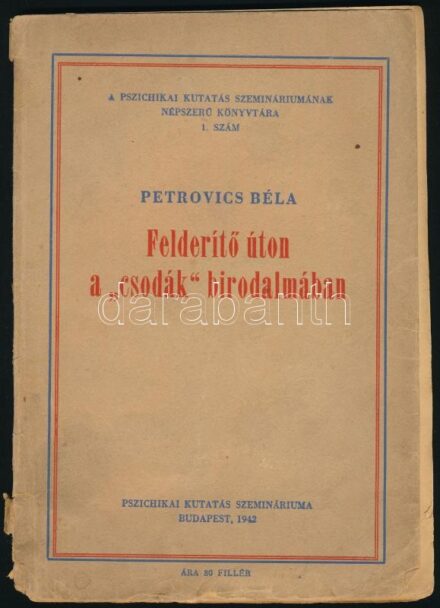 A PSZICHIKAI KUTATÁS SZEMINÁRIUMÁNAK
NÉPSZERŰ KÖNYVTÁRA
1. SZÁM
PETROVICS BÉLA
Felderítő úton
a „csodák“ birodalmában
darabanth
PSZICHIKAI KUTATÁS SZEMINÁRIUMA
BUDAPEST, 1942
ÁRA 80 FILLÉR